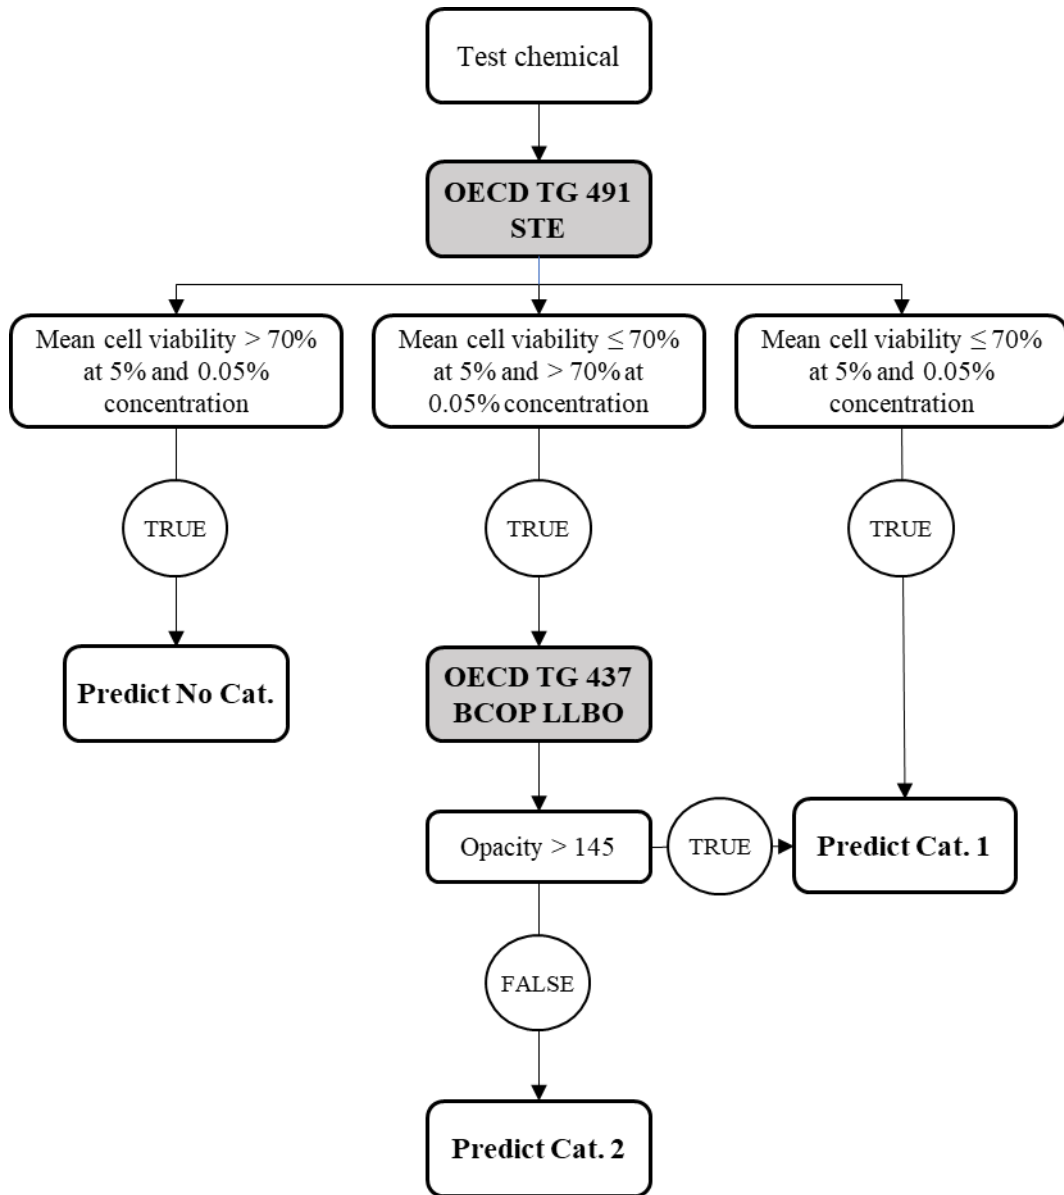 Test chemical
OECD TG 491
STE
Mean cell viability > 70%
at 5% and 0.05%
concentration
Mean cell viability ≤ 70%
at 5% and > 70% at
0.05% concentration
Mean cell viability ≤ 70%
at 5% and 0.05%
concentration
TRUE
TRUE
TRUE
Predict No Cat.
OECD TG 437
BCOP LLBO
Opacity > 145
TRUE
Predict Cat. 1
FALSE
Predict Cat. 2